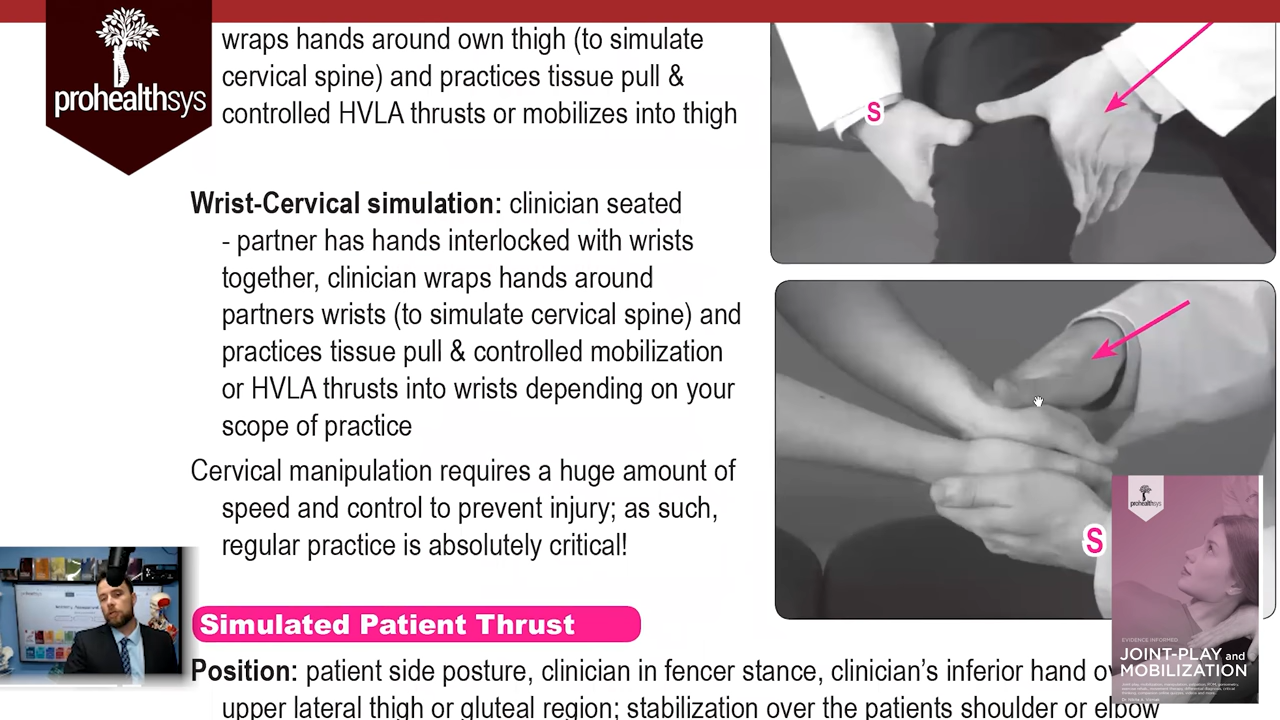 prohealthsys
wraps hands around own thigh (to simulate
cervical spine) and practices tissue pull &
controlled HVLA thrusts or mobilizes into thigh
S
Wrist-Cervical simulation: clinician seated
- partner has hands interlocked with wrists
together, clinician wraps hands around
partners wrists (to simulate cervical spine) and
practices tissue pull & controlled mobilization
or HVLA thrusts into wrists depending on your
scope of practice
Cervical manipulation requires a huge amount of
speed and control to prevent injury; as such,
regular practice is absolutely critical!
S
Simulated Patient Thrust
Position: patient side posture, clinician in fencer stance, clinician's inferior hand ov
upper lateral thigh or gluteal region; stabilization over the patients shoulder or elbow
prohealthsys
EVIDENCE INFORMED
JOINT-PLAY and
MOBILIZATION